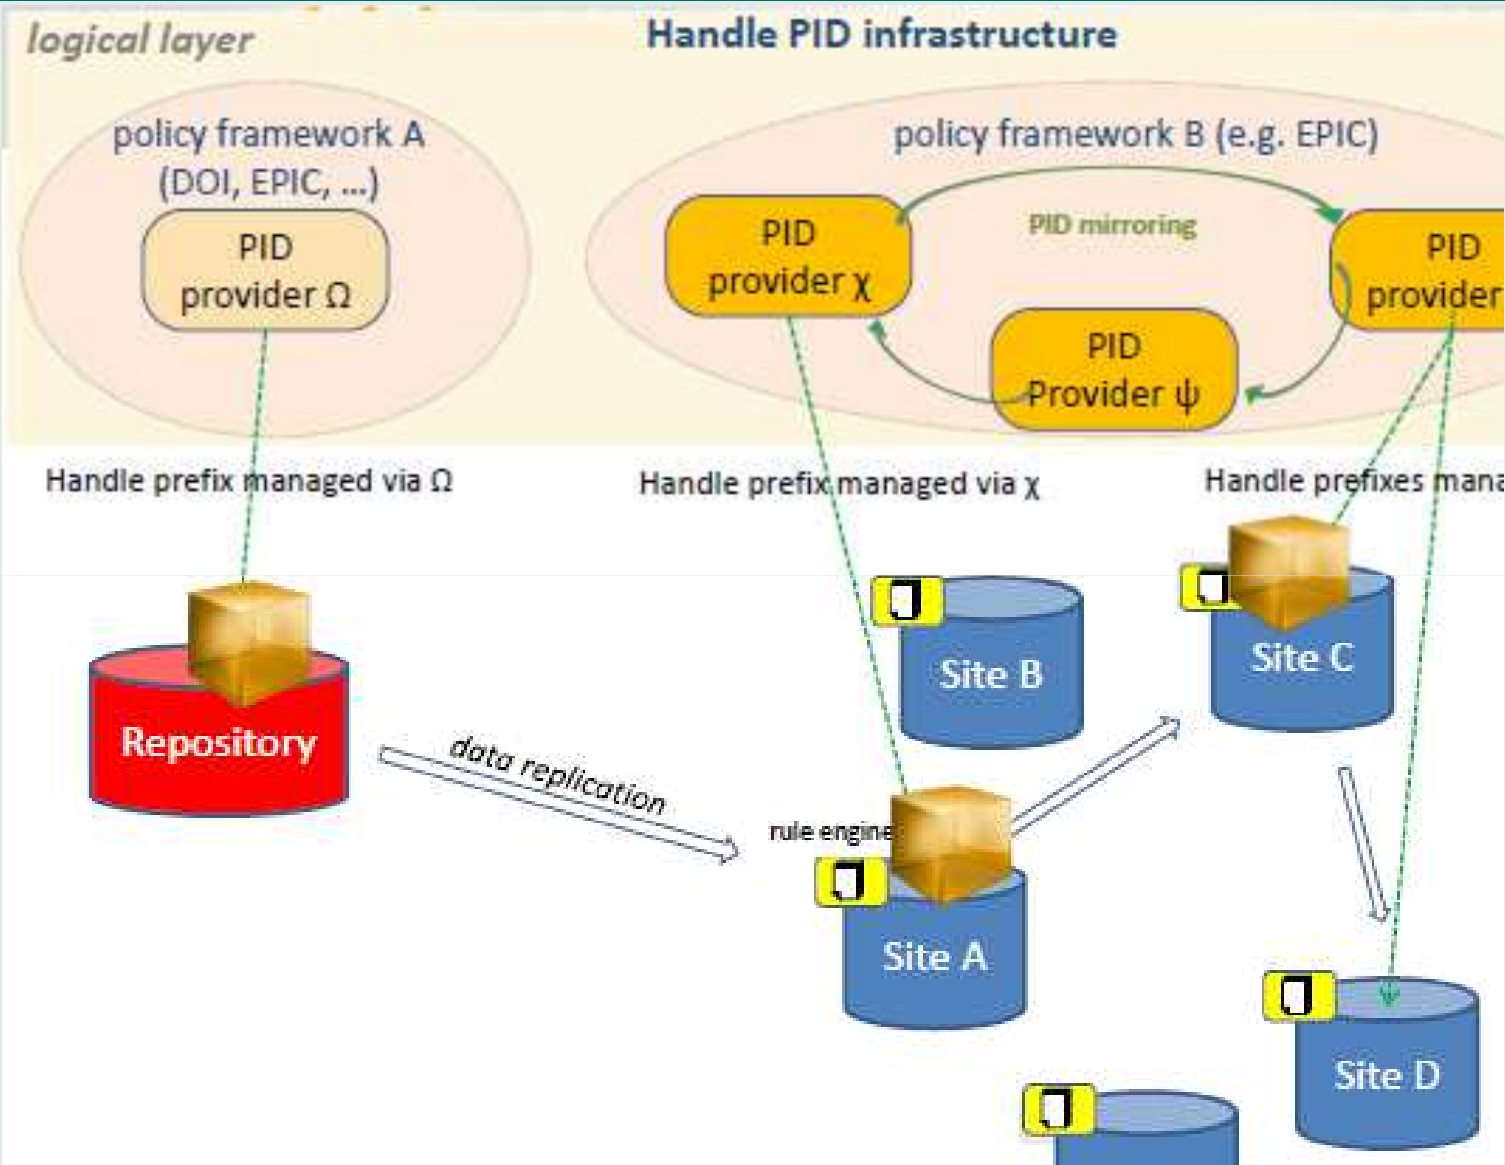 logical layer
Handle PID infrastructure
policy framework A
(DOI, EPIC, ...)
PID
provider Ω
policy framework B (e.g. EPIC)
PID
provider χ
PID mirroring
PID
provider
PID
Provider ψ
Handle prefix managed via Ω
Handle prefix managed via χ
Handle prefixes mana
Repository
data replication
Site B
Site C
rule engine
Site A
Site D